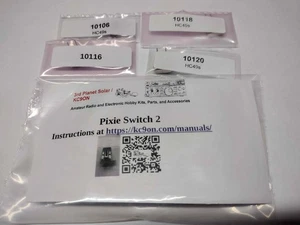 10106
HC49s
10118
HC49s
10116
10120
HC49s
3rd Planet Solar /
KC9ON
Amateur Radio and Electronic Hobby Kits, Parts, and Accessories
Pixie Switch 2
Instructions at https://kc9on.com/manuals/